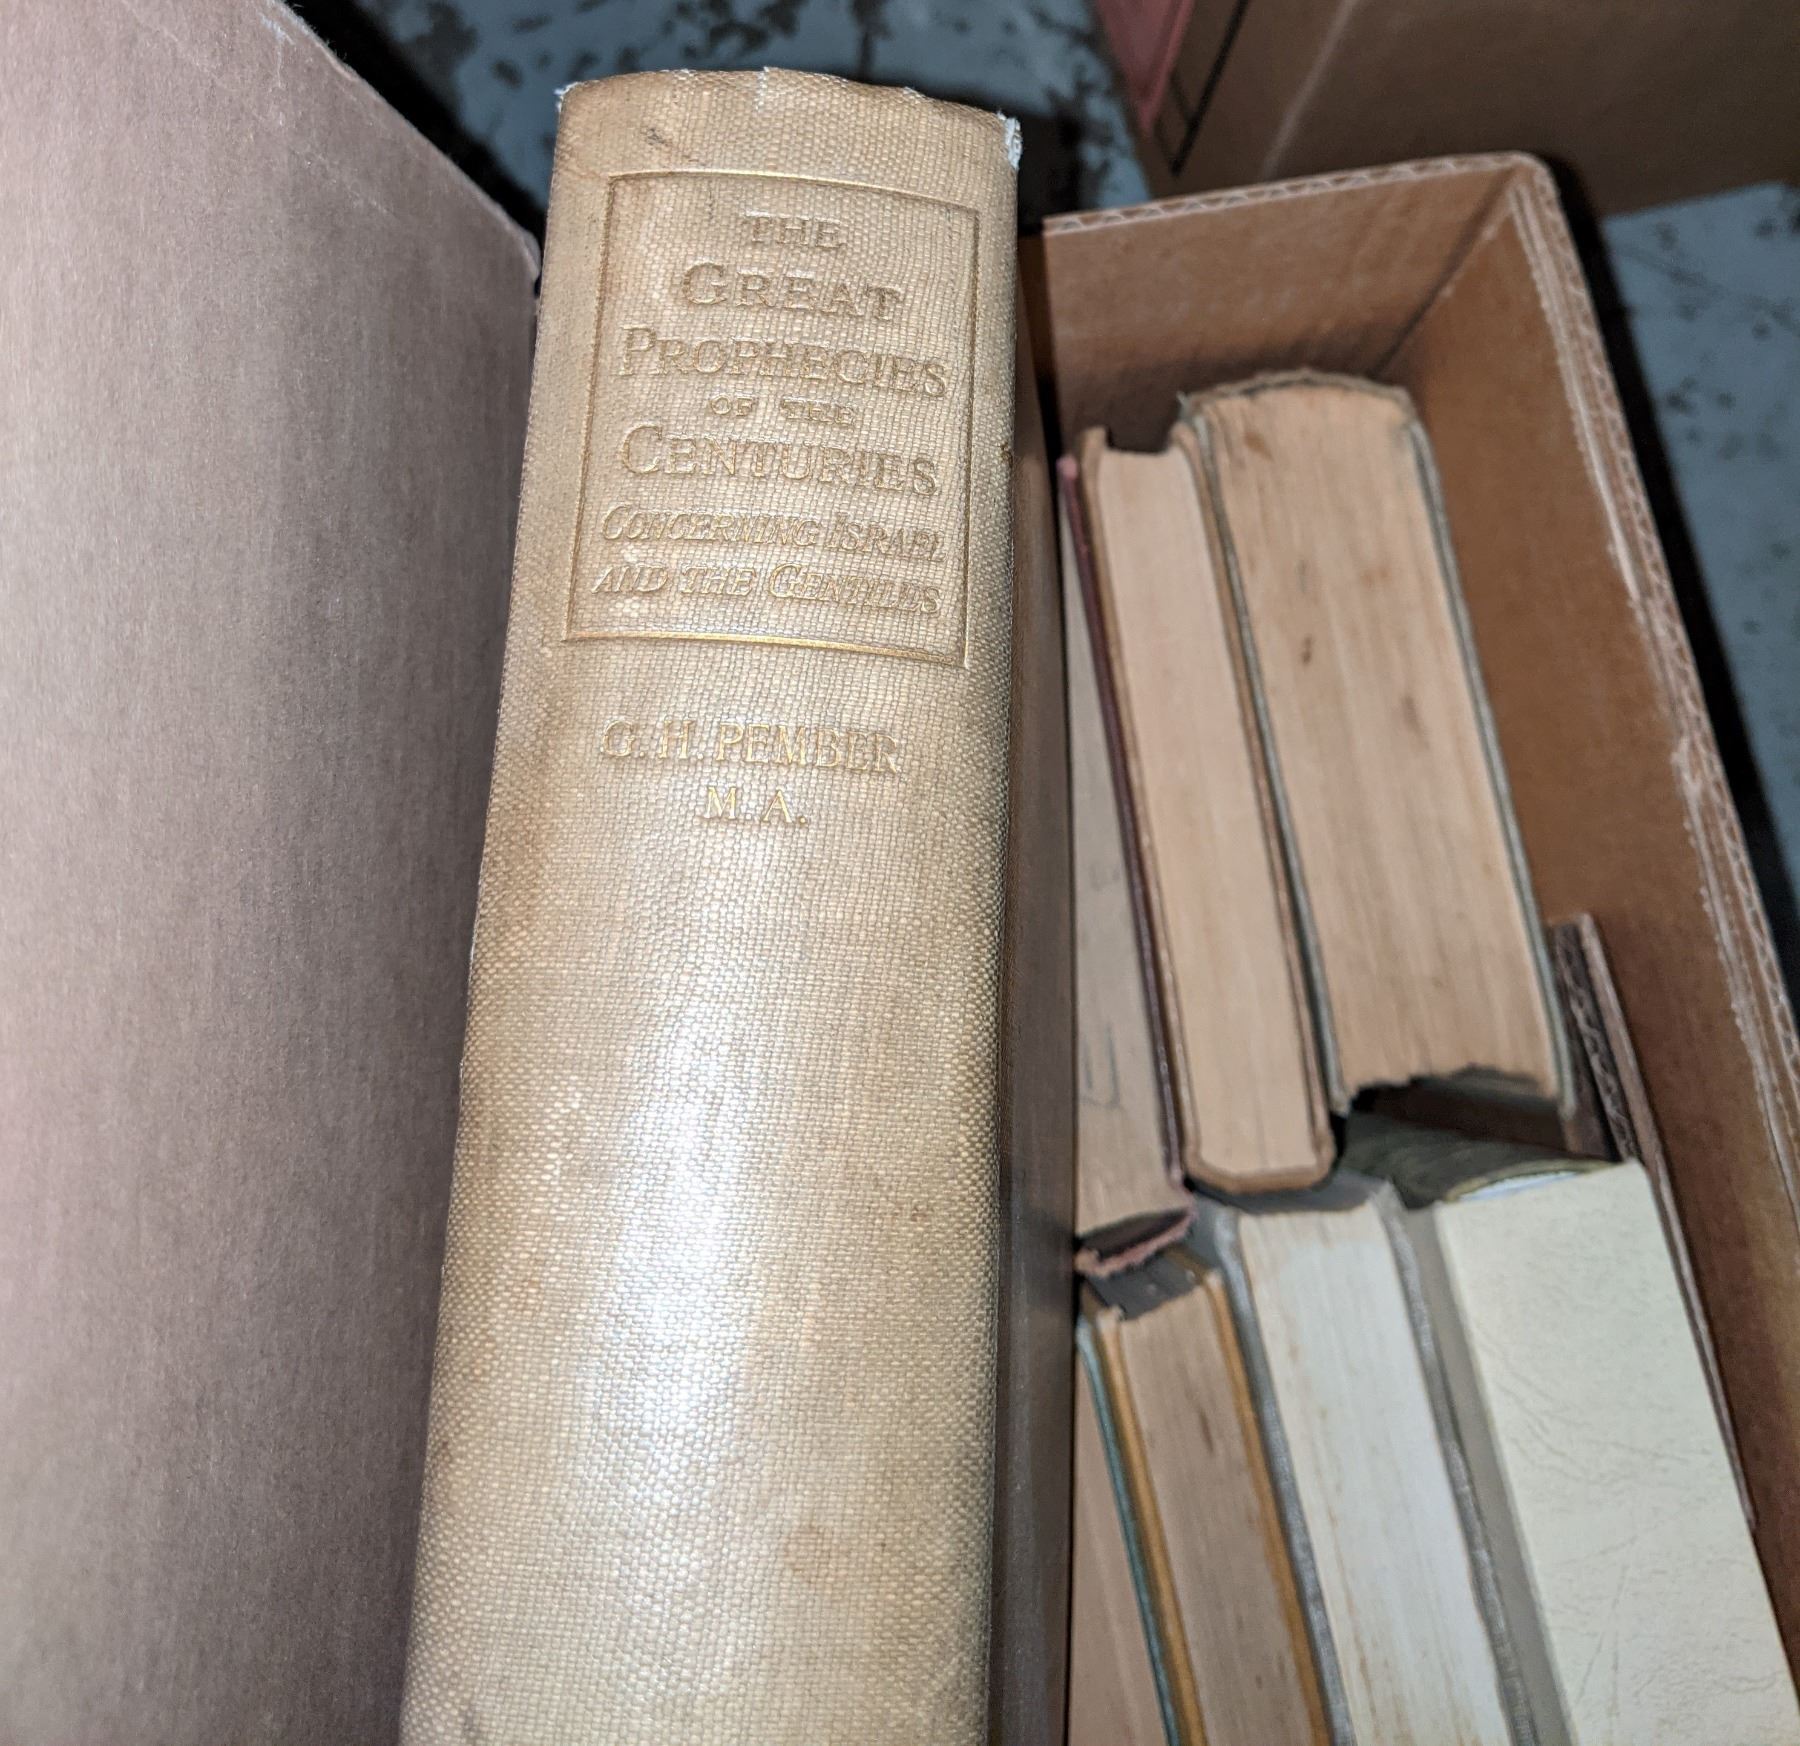 THE
GREAT
PROPHECIES
OF THE
CENTURIES
CONCERNING ISRAEL
AND THE GENTILES
G. H. PEMBER
M. A.